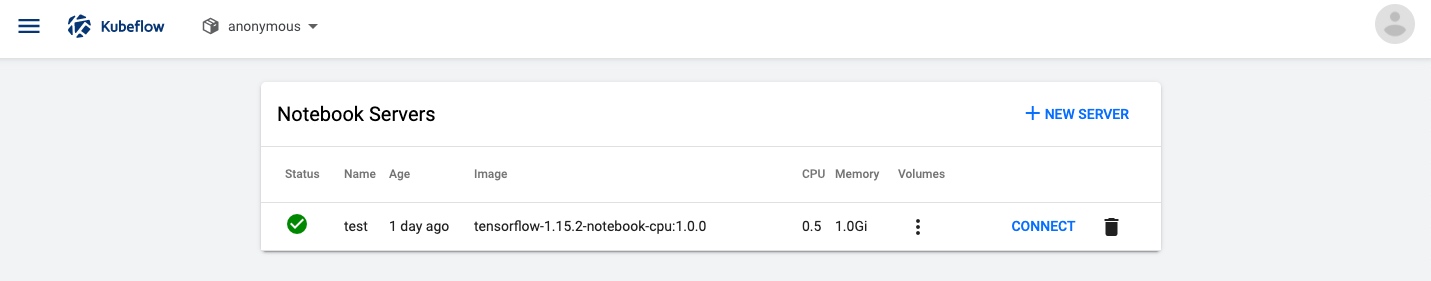 Kubeflow anonymous
Notebook Servers + NEW SERVER
Status Name Age Image CPU Memory Volumes
test 1 day ago tensorflow-1.15.2-notebook-cpu:1.0.0 0.5 1.0Gi CONNECT